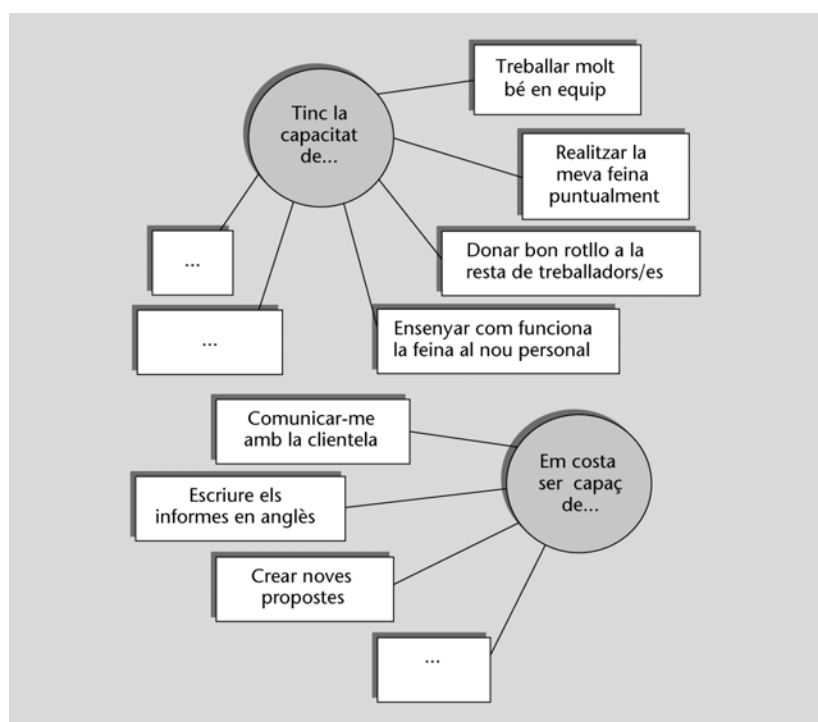 Tinc la
capacitat
de...
Treballar molt
bé en equip
Realitzar la
meva feina
puntualment
Donar bon rotllo a la
resta de treballadors/es
Ensenyar com funciona
la feina al nou personal
...
...
Em costa
ser capaç
de...
Comunicar-me
amb la clientela
Escriure els
informes en anglès
Crear noves
propostes
...